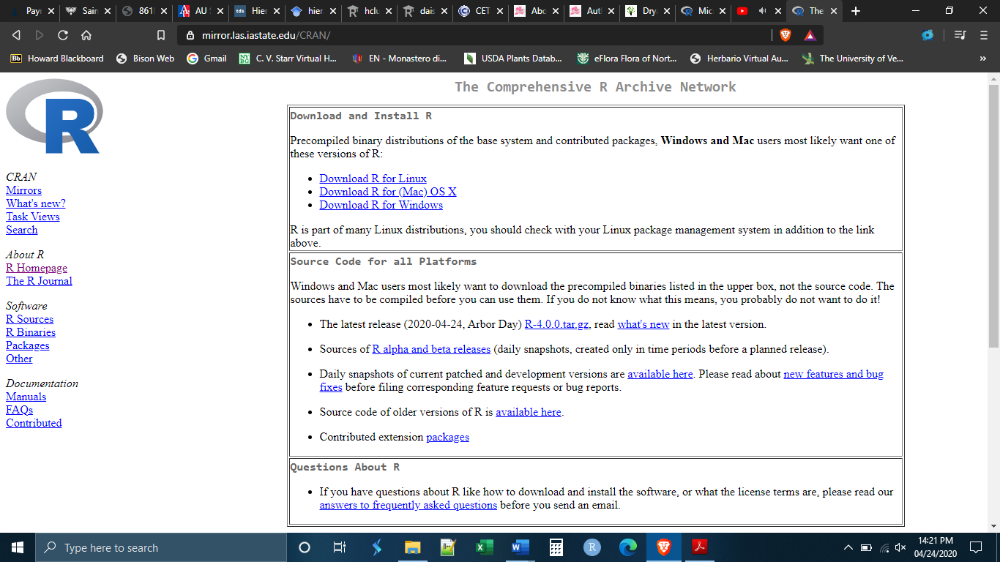 Payr
Sain
861
AU S
tds
Hier
hier
hclu
dais
CET
Abo
Auth
Dry
Mic
The
mirror.las.iastate.edu/CRAN/
Bb Howard Blackboard
Bison Web
Gmail
NY BG C. V. Starr Virtual H...
EN - Monastero di...
USDA Plants Datab...
eFlora Flora of Nort...
Herbario Virtual Au...
The University of Ve...
»
R
CRAN
Mirrors
What's new?
Task Views
Search
About R
R Homepage
The R Journal
Software
R Sources
R Binaries
Packages
Other
Documentation
Manuals
FAQs
Contributed
The Comprehensive R Archive Network
Download and Install R
Precompiled binary distributions of the base system and contributed packages, Windows and Mac users most likely want one of
these versions of R:
• Download R for Linux
• Download R for (Mac) OS X
• Download R for Windows
R is part of many Linux distributions, you should check with your Linux package management system in addition to the link
above.
Source Code for all Platforms
Windows and Mac users most likely want to download the precompiled binaries listed in the upper box, not the source code. The
sources have to be compiled before you can use them. If you do not know what this means, you probably do not want to do it!
• The latest release (2020-04-24, Arbor Day) R-4.0.0.tar.gz, read what's new in the latest version.
• Sources of R alpha and beta releases (daily snapshots, created only in time periods before a planned release).
• Daily snapshots of current patched and development versions are available here. Please read about new features and bug
fixes before filing corresponding feature requests or bug reports.
• Source code of older versions of R is available here.
• Contributed extension packages
Questions About R
• If you have questions about R like how to download and install the software, or what the license terms are, please read our
answers to frequently asked questions before you send an email.
Type here to search
14:21 PM
04/24/2020